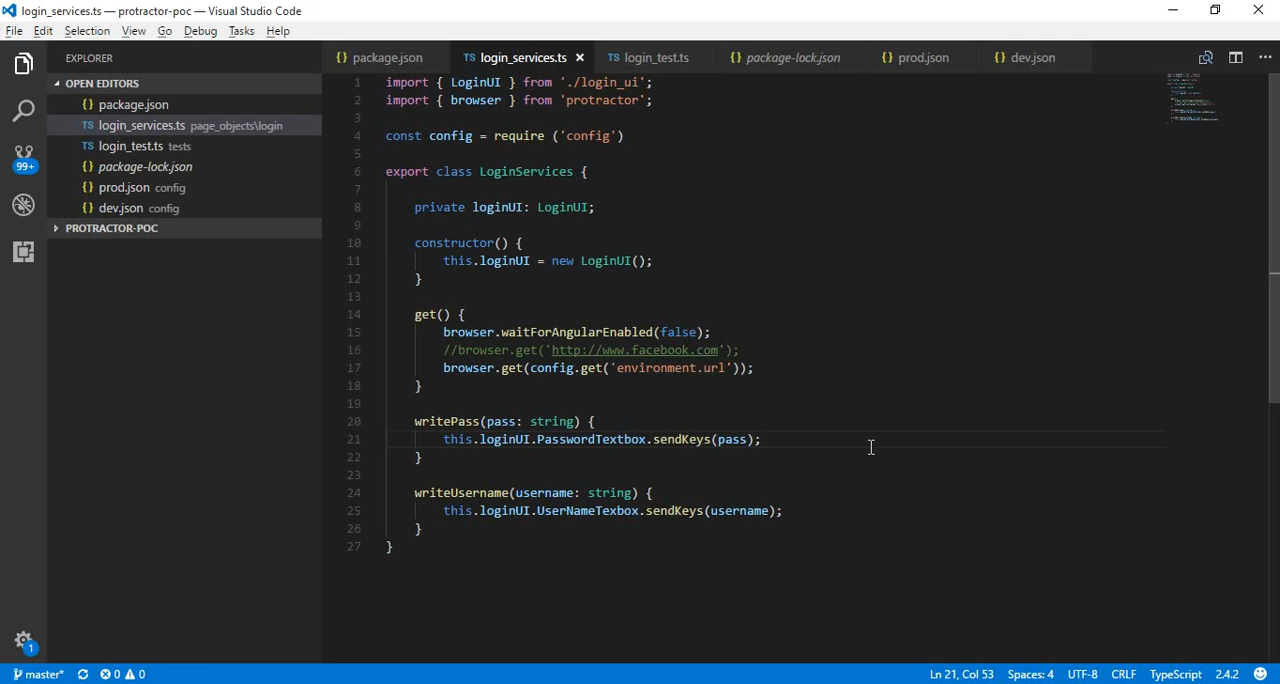 login_services.ts — protractor-poc — Visual Studio Code
File Edit Selection View Go Debug Tasks Help
EXPLORER
OPEN EDITORS
{} package.json
TS login_services.ts page_objects\login
TS login_test.ts tests
{} package-lock.json
{} prod.json config
{} dev.json config
PROTRACTOR-POC
99+
1
{} package.json TS login_services.ts × TS login_test.ts {} package-lock.json {} prod.json {} dev.json
1 import { LoginUI } from './login_ui';
2 import { browser } from 'protractor';
3
4 const config = require ('config')
5
6 export class LoginServices {
7
8 private loginUI: LoginUI;
9
10 constructor() {
11 this.loginUI = new LoginUI();
12 }
13
14 get() {
15 browser.waitForAngularEnabled(false);
16 //browser.get('http://www.facebook.com');
17 browser.get(config.get('environment.url'));
18 }
19
20 writePass(pass: string) {
21 this.loginUI.PasswordTextbox.sendKeys(pass);
22 }
23
24 writeUsername(username: string) {
25 this.loginUI.UserNameTexbox.sendKeys(username);
26 }
27 }
master* 0 0 Ln 21, Col 53 Spaces: 4 UTF-8 CRLF TypeScript 2.4.2